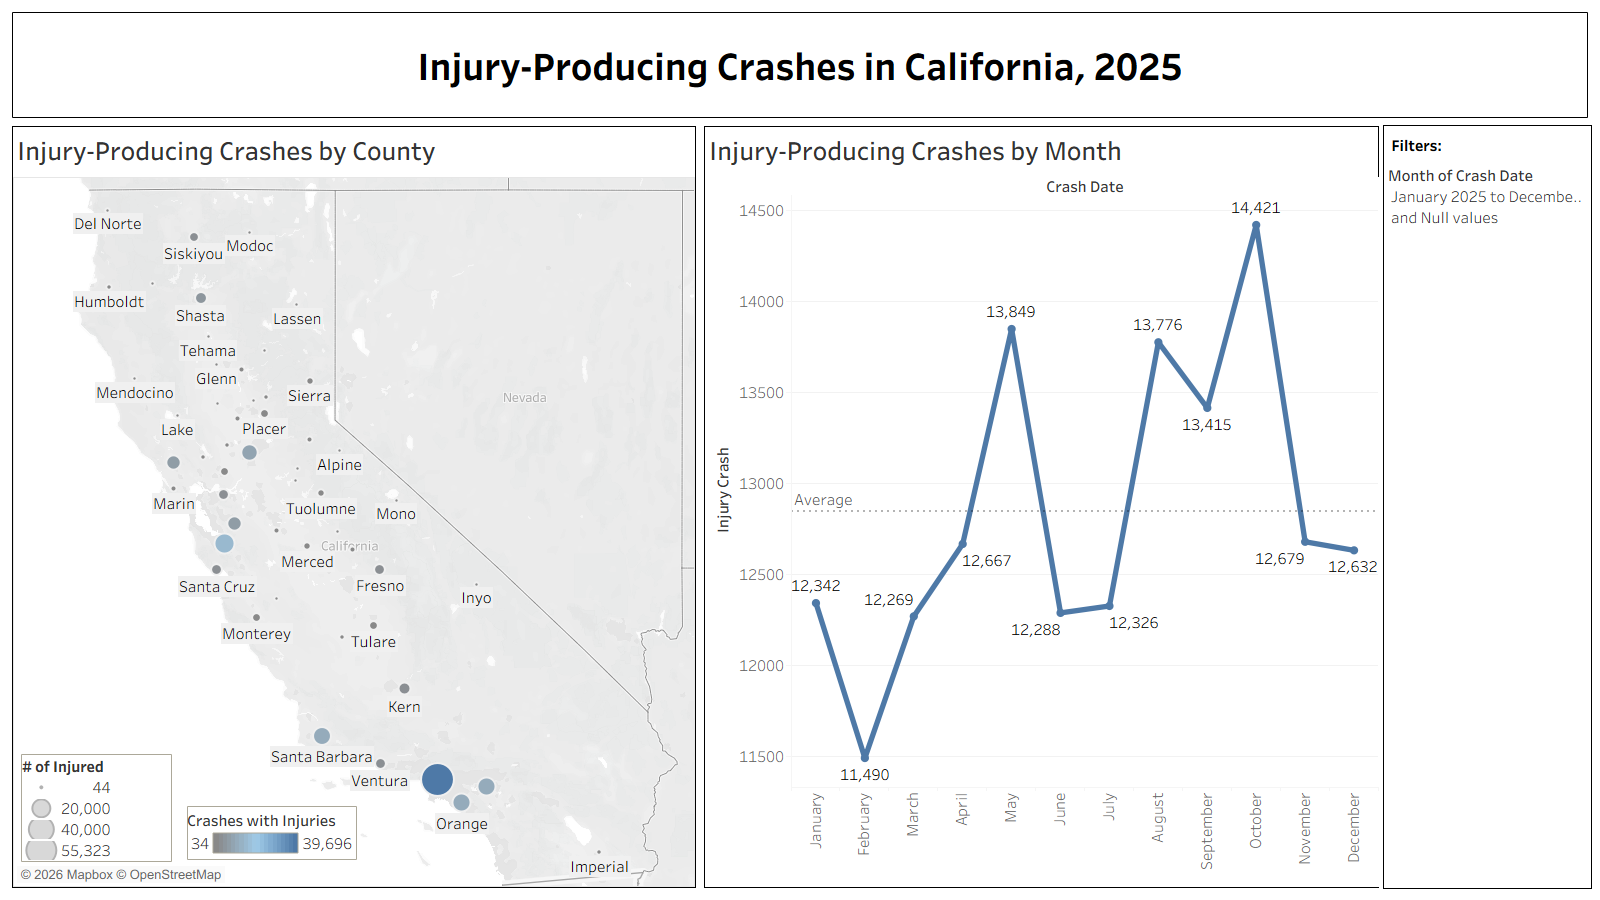 Injury-Producing Crashes in California, 2025
Injury-Producing Crashes by County
Del Norte
Modoc
Siskiyou
Humboldt
Shasta
Lassen
Tehama
Glenn
Mendocino
Sierra
Nevada
Lake
Placer
Alpine
Marin
Tuolumne
Mono
California
Merced
Santa Cruz
Fresno
Inyo
Monterey
Tulare
Kern
Santa Barbara
Ventura
Orange
Imperial
# of Injured
44
20,000
40,000
55,323
Crashes with Injuries
34
39,696
© 2026 Mapbox © OpenStreetMap
Injury-Producing Crashes by Month
Crash Date
Injury Crash
14500
14000
13500
13000
12500
12000
11500
Average
12,342
11,490
12,269
12,667
13,849
12,288
12,326
13,776
13,415
14,421
12,679
12,632
January
February
March
April
May
June
July
August
September
October
November
December
Filters:
Month of Crash Date
January 2025 to Decembe..
and Null values